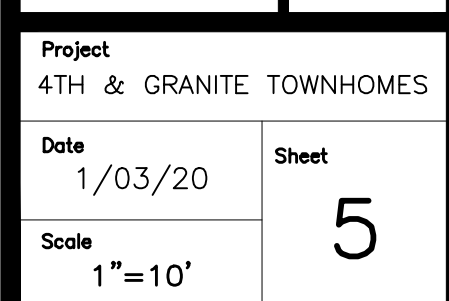 Project
4TH & GRANITE TOWNHOMES
Date
1/03/20
Sheet
5
Scale
1"=10'